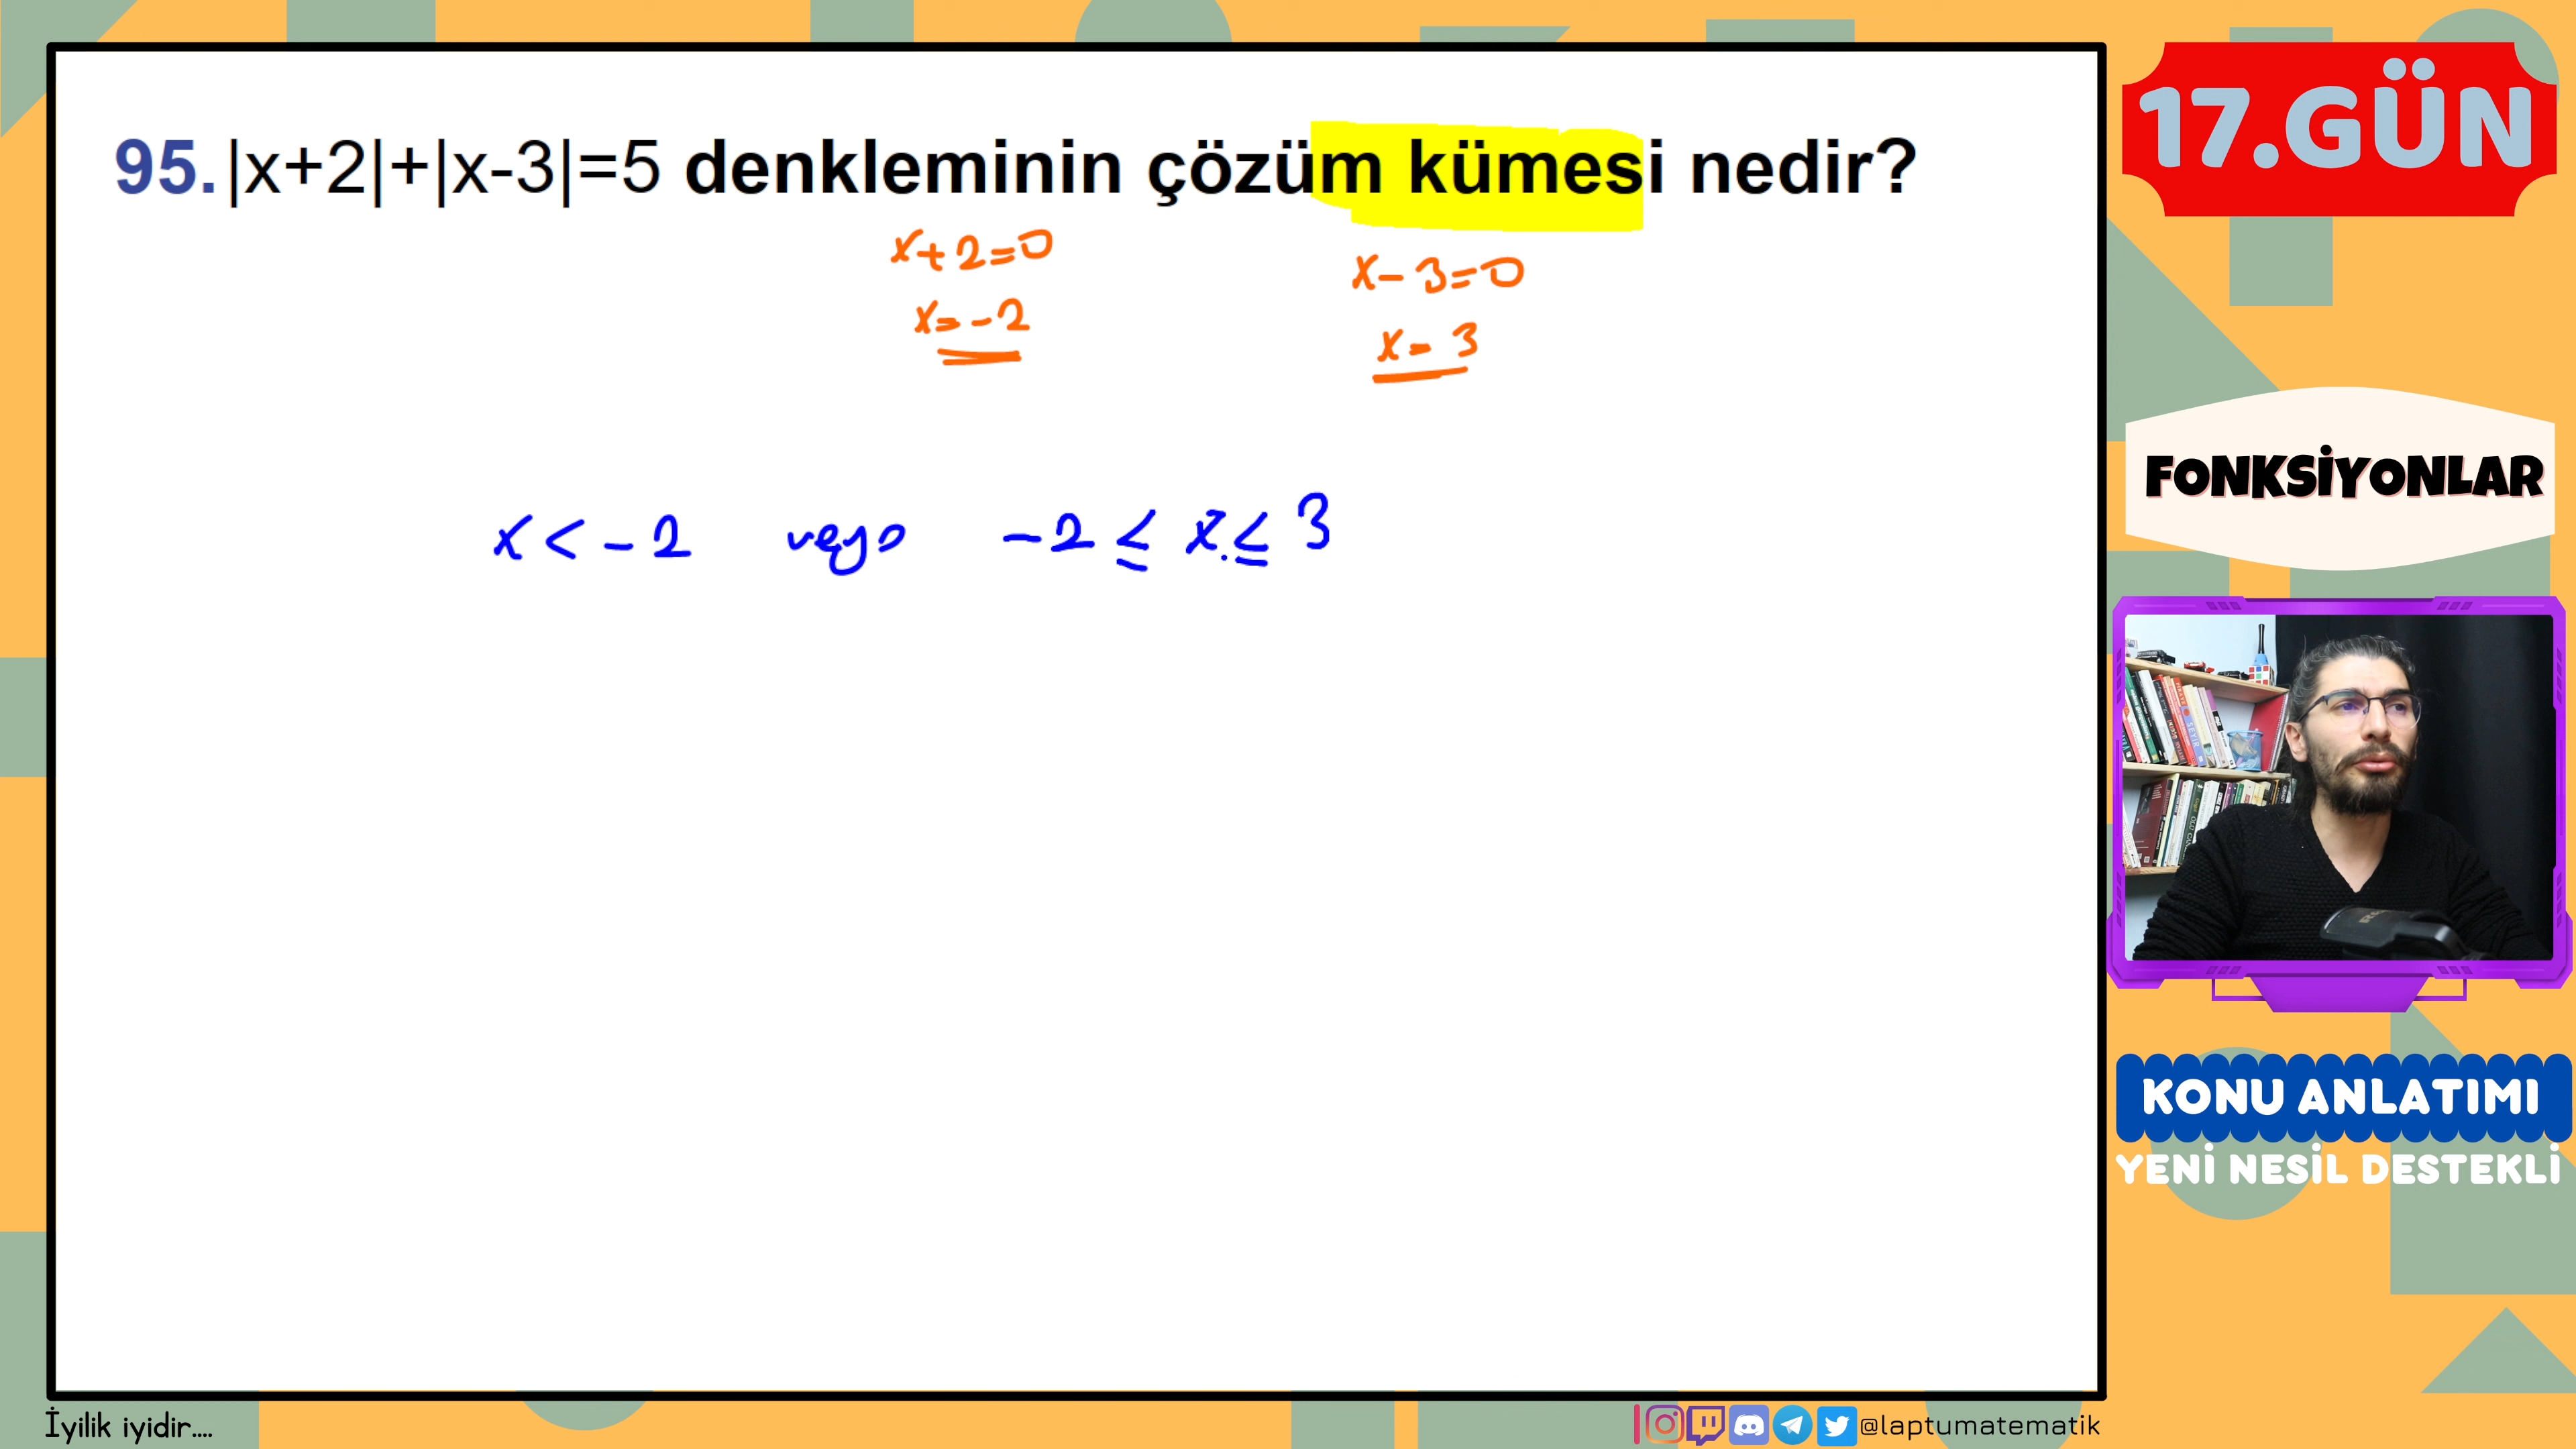 95. |x+2|+|x-3|=5 denkleminin çözüm kümesi nedir?
x+2=0
x=-2
x-3=0
x=3
x < -2 veya -2 ≤ x ≤ 3
17.GÜN
FONKSİYONLAR
KONU ANLATIMI
YENİ NESİL DESTEKLİ
İyilik iyidir....
@laptumatematik